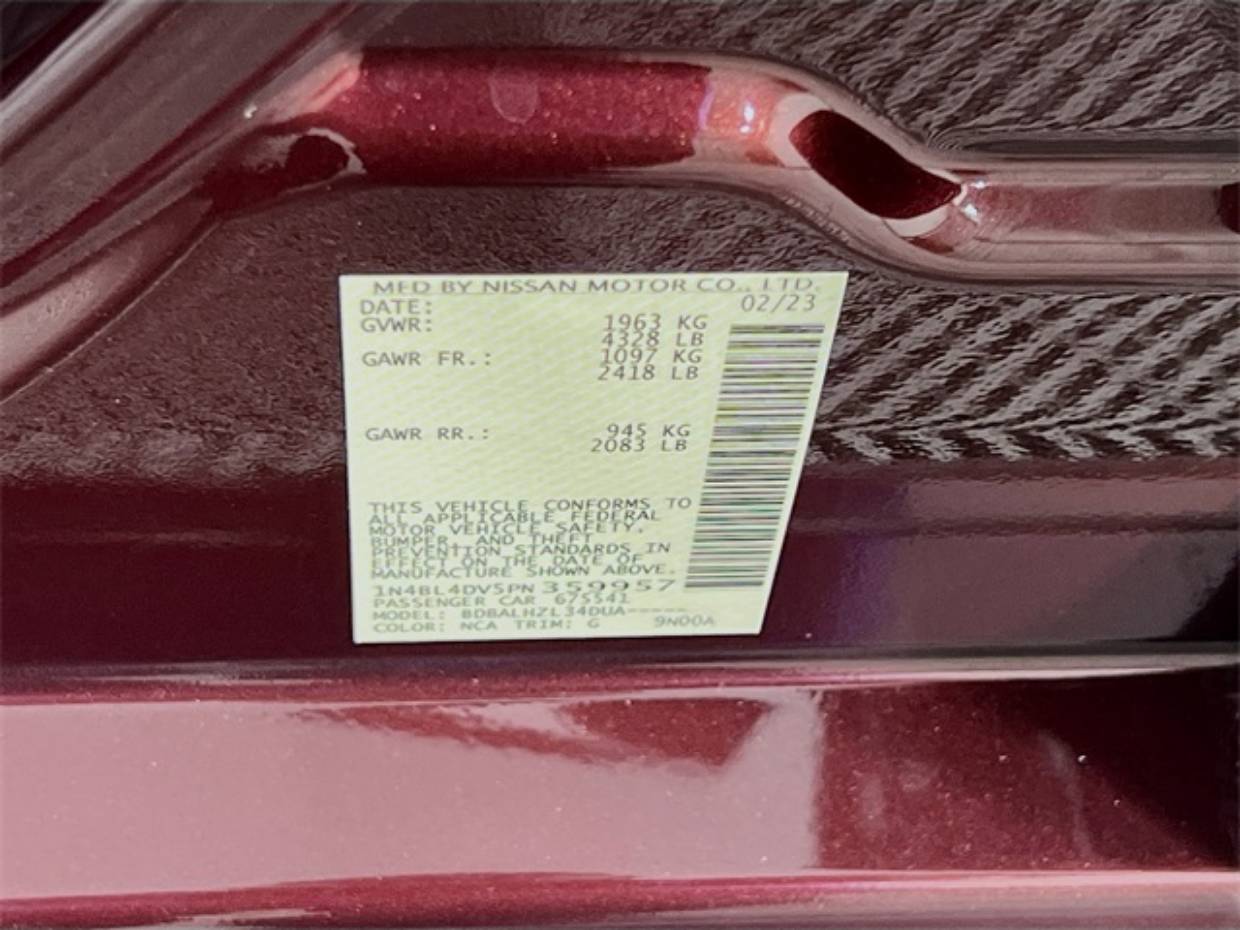 MFD BY NISSAN MOTOR CO., LTD.
DATE: 02/23
GVWR: 1963 KG
4328 LB
GAWR FR.: 1097 KG
2418 LB
GAWR RR.: 945 KG
2083 LB
THIS VEHICLE CONFORMS TO
ALL APPLICABLE FEDERAL
MOTOR VEHICLE SAFETY,
BUMPER, AND THEFT
PREVENTION STANDARDS IN
EFFECT ON THE DATE OF
MANUFACTURE SHOWN ABOVE.
1N4BL4DV5PN359957
PASSENGER CAR 675541
MODEL: BDBALHZL34DUA-----
COLOR: NCA TRIM: G 9N00A